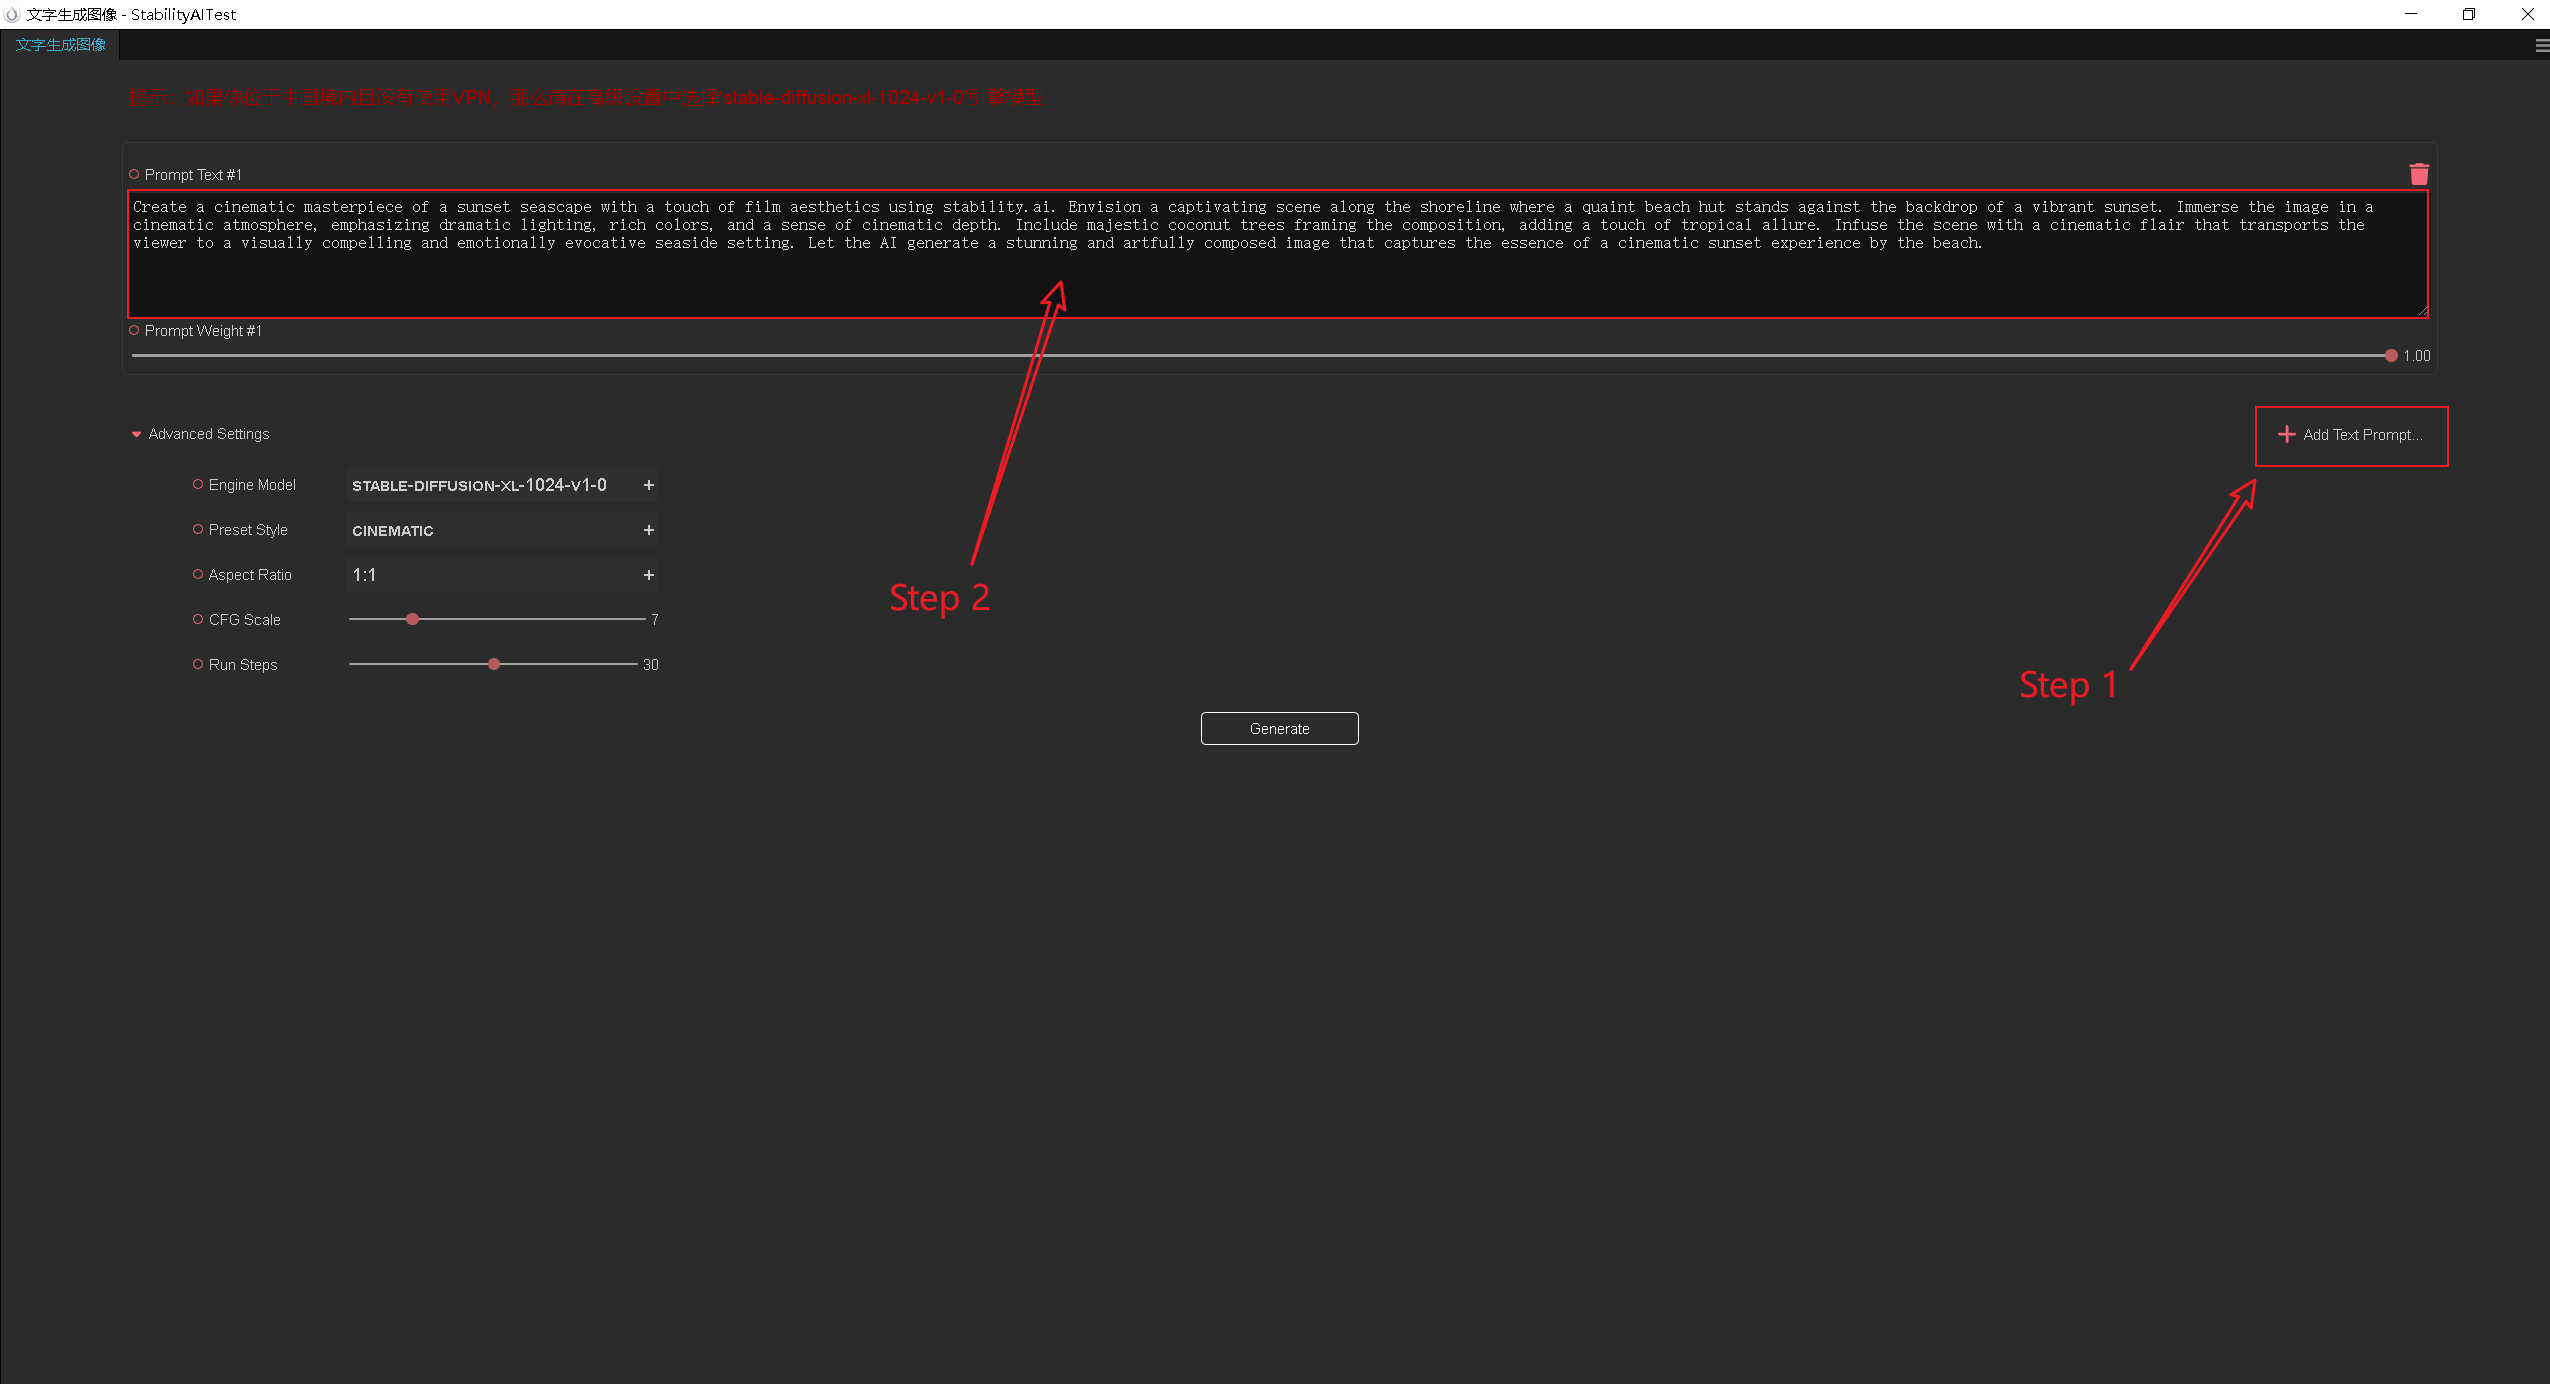 文字生成图像 - StabilityAITest
文字生成图像
提示：如果你位于中国境内且没有使用VPN，那么请在高级设置中选择'stable-diffusion-xl-1024-v1-0'引擎模型
Prompt Text #1
Create a cinematic masterpiece of a sunset seascape with a touch of film aesthetics using stability.ai. Envision a captivating scene along the shoreline where a quaint beach hut stands against the backdrop of a vibrant sunset. Immerse the image in a
cinematic atmosphere, emphasizing dramatic lighting, rich colors, and a sense of cinematic depth. Include majestic coconut trees framing the composition, adding a touch of tropical allure. Infuse the scene with a cinematic flair that transports the
viewer to a visually compelling and emotionally evocative seaside setting. Let the AI generate a stunning and artfully composed image that captures the essence of a cinematic sunset experience by the beach.
Prompt Weight #1
1.00
Advanced Settings
Add Text Prompt...
Engine Model STABLE-DIFFUSION-XL-1024-V1-0 +
Preset Style CINEMATIC +
Aspect Ratio 1:1 +
CFG Scale 7
Run Steps 30
Step 2
Step 1
Generate